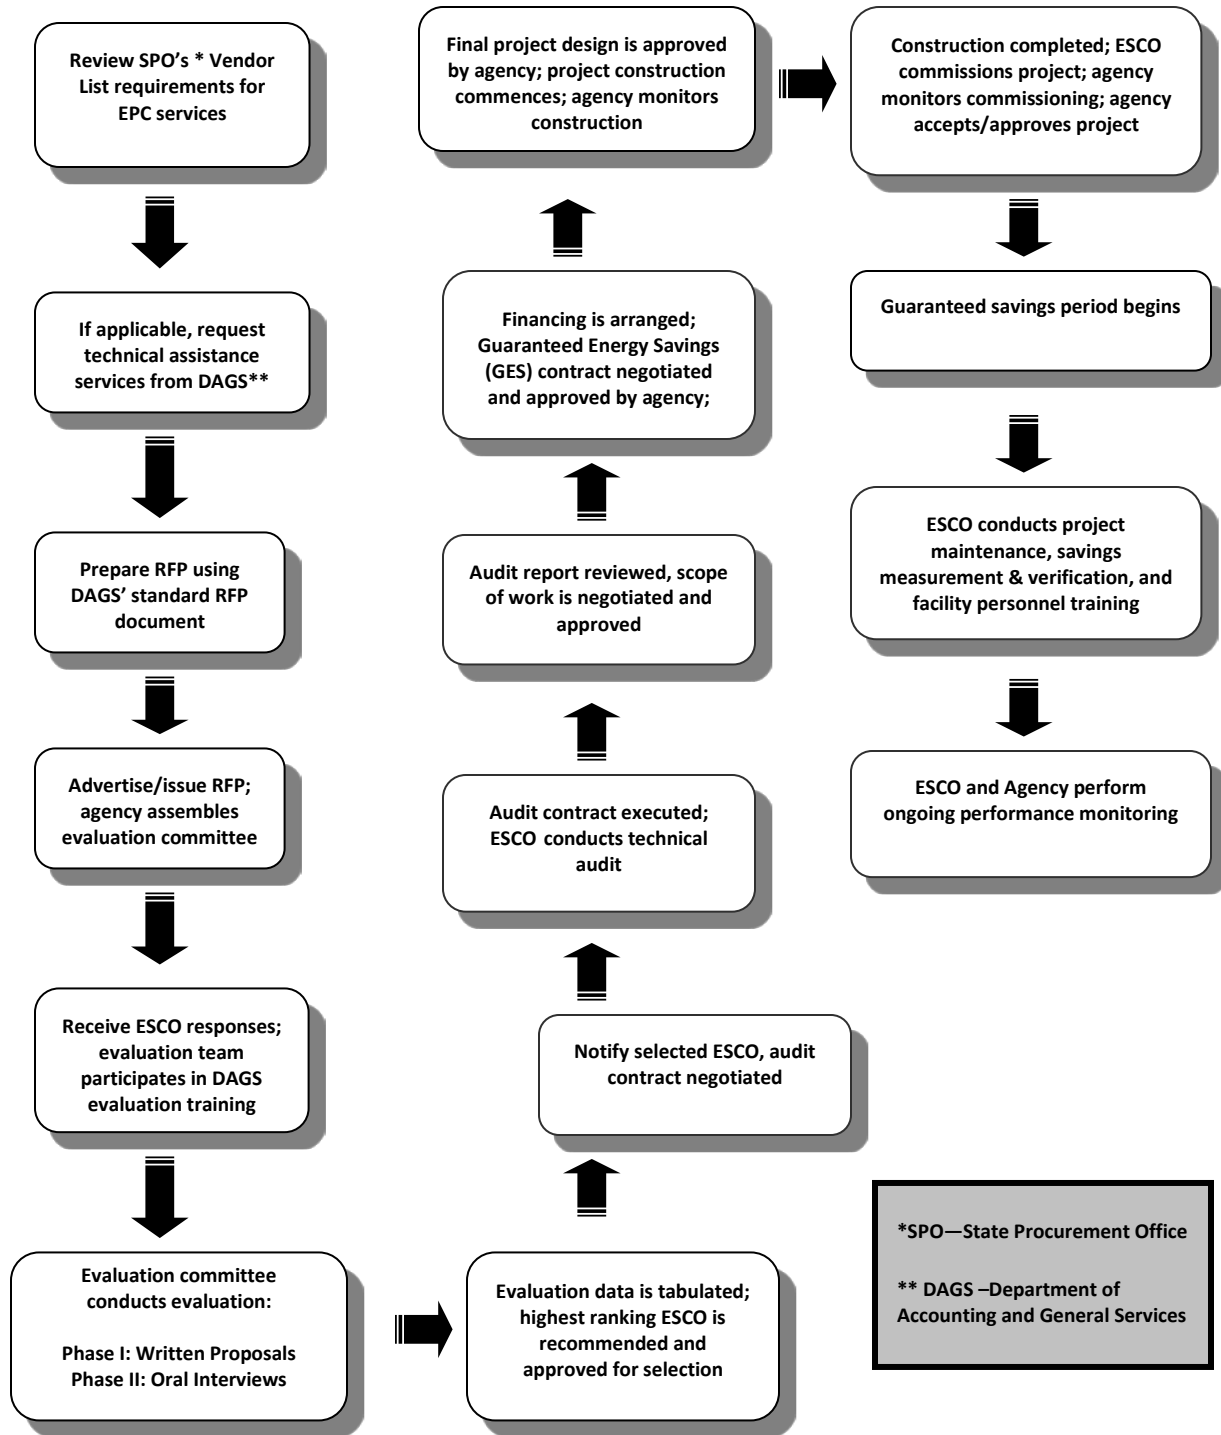 Review SPO’s * Vendor
List requirements for
EPC services
If applicable, request
technical assistance
services from DAGS**
Prepare RFP using
DAGS’ standard RFP
document
Advertise/issue RFP;
agency assembles
evaluation committee
Receive ESCO responses;
evaluation team
participates in DAGS
evaluation training
Evaluation committee
conducts evaluation:
Phase I: Written Proposals
Phase II: Oral Interviews
Evaluation data is tabulated;
highest ranking ESCO is
recommended and
approved for selection
Notify selected ESCO, audit
contract negotiated
Audit contract executed;
ESCO conducts technical
audit
Audit report reviewed, scope
of work is negotiated and
approved
Financing is arranged;
Guaranteed Energy Savings
(GES) contract negotiated
and approved by agency;
Final project design is approved
by agency; project construction
commences; agency monitors
construction
Construction completed; ESCO
commissions project; agency
monitors commissioning; agency
accepts/approves project
Guaranteed savings period begins
ESCO conducts project
maintenance, savings
measurement & verification, and
facility personnel training
ESCO and Agency perform
ongoing performance monitoring
*SPO—State Procurement Office
** DAGS –Department of
Accounting and General Services